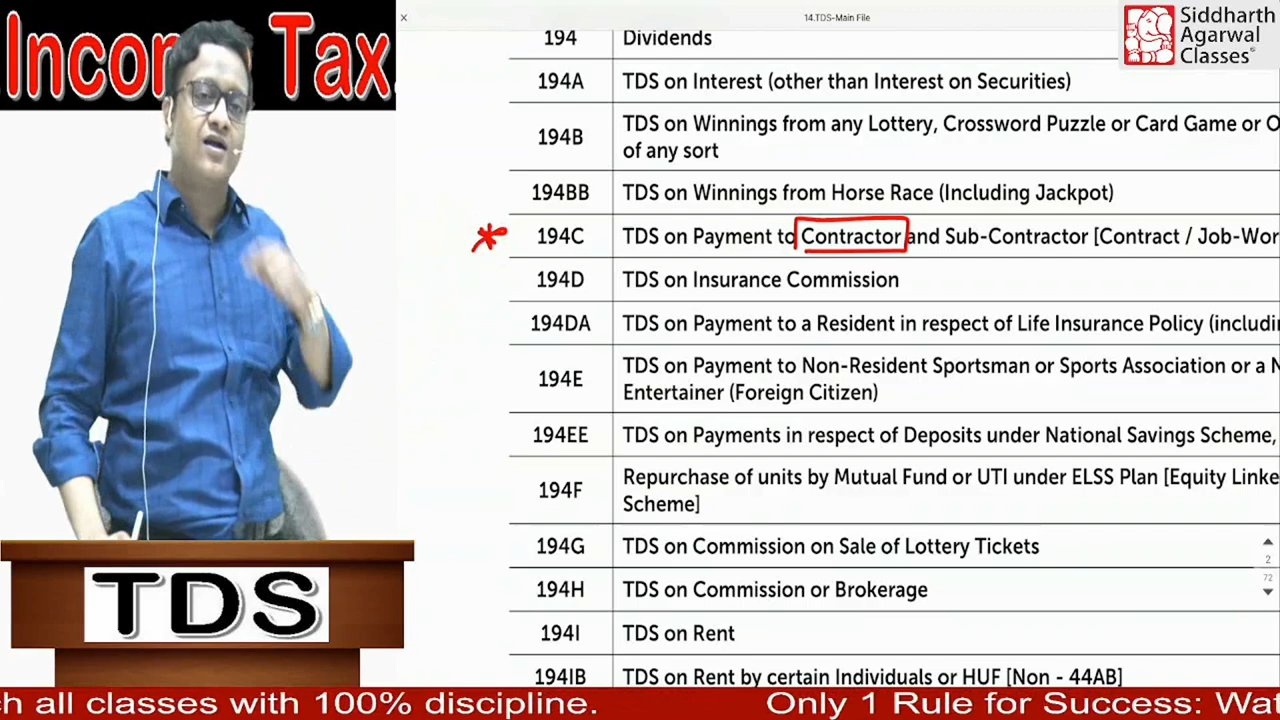 Income Tax.
14.TDS-Main File
Siddharth
Agarwal
Classes
194 Dividends
194A TDS on Interest (other than Interest on Securities)
194B TDS on Winnings from any Lottery, Crossword Puzzle or Card Game or O
of any sort
194BB TDS on Winnings from Horse Race (Including Jackpot)
194C TDS on Payment to Contractor and Sub-Contractor [Contract / Job-Wor
194D TDS on Insurance Commission
194DA TDS on Payment to a Resident in respect of Life Insurance Policy (includi
194E TDS on Payment to Non-Resident Sportsman or Sports Association or a N
Entertainer (Foreign Citizen)
194EE TDS on Payments in respect of Deposits under National Savings Scheme,
194F Repurchase of units by Mutual Fund or UTI under ELSS Plan [Equity Linke
Scheme]
194G TDS on Commission on Sale of Lottery Tickets
194H TDS on Commission or Brokerage
194I TDS on Rent
194IB TDS on Rent by certain Individuals or HUF [Non - 44AB]
2
72
TDS
ch all classes with 100% discipline. Only 1 Rule for Success: Wat